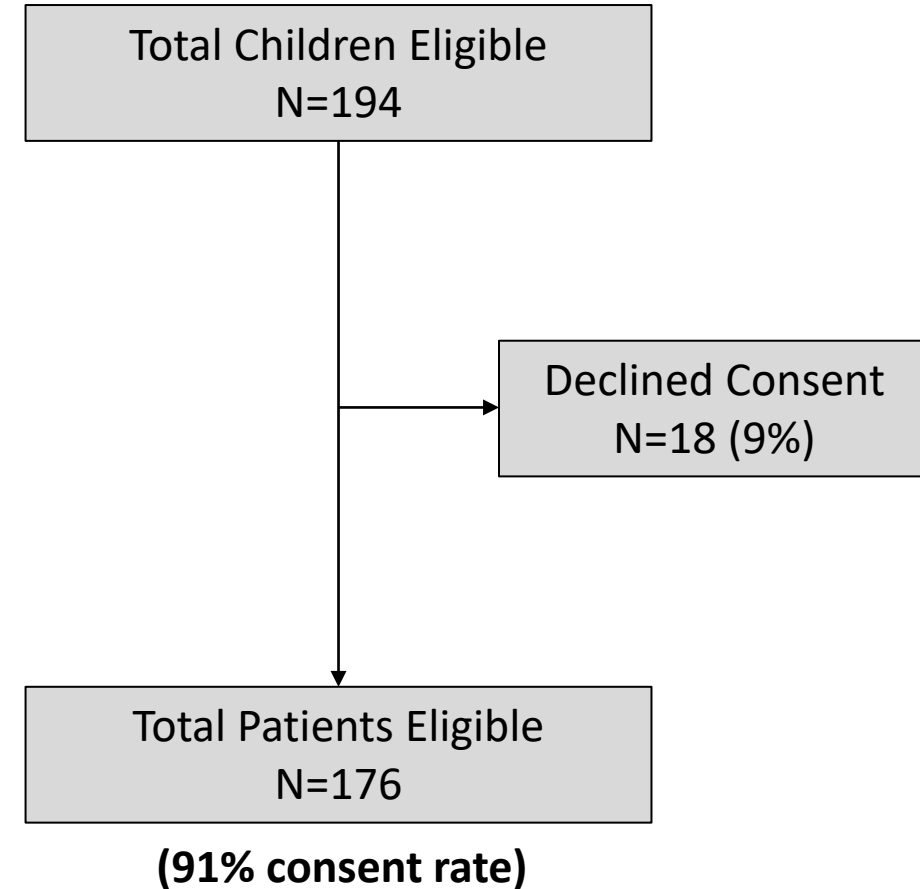 Total Children Eligible
N=194
Declined Consent
N=18 (9%)
Total Patients Eligible
N=176
(91% consent rate)